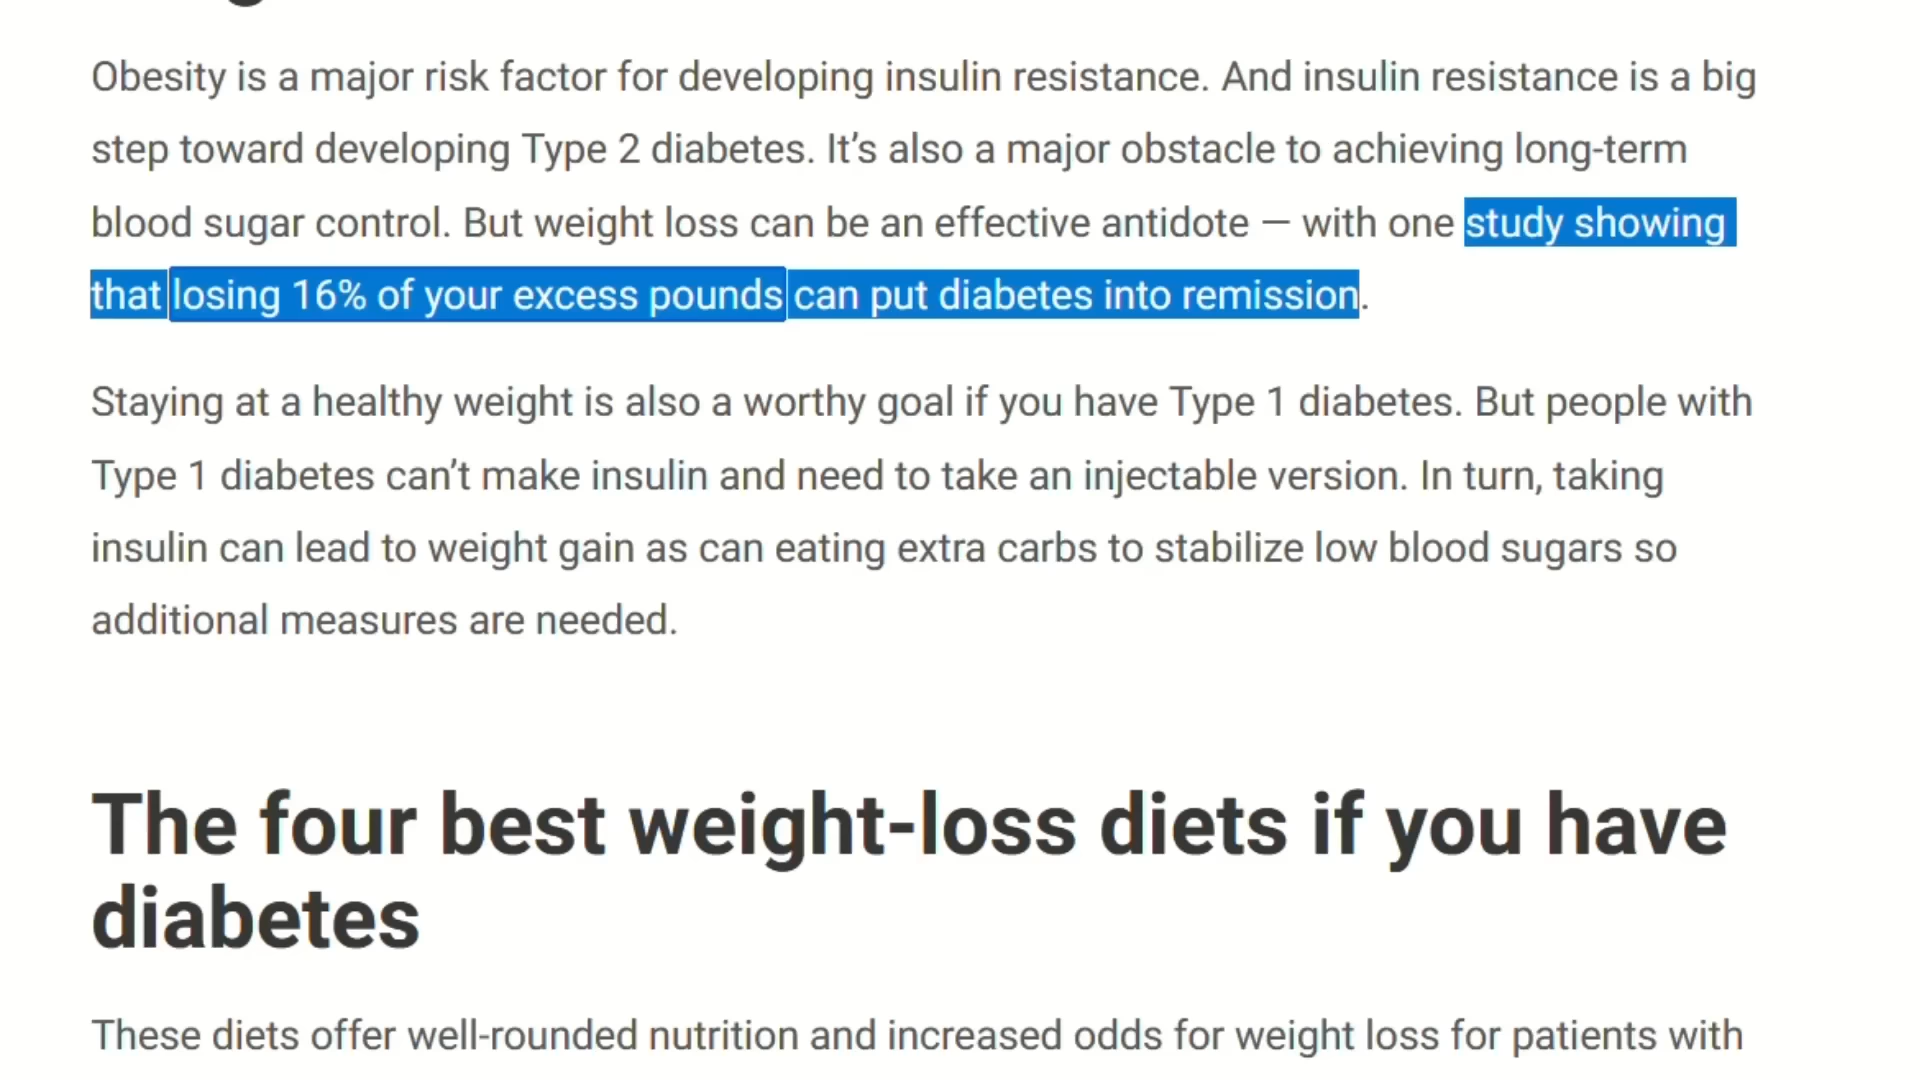 Obesity is a major risk factor for developing insulin resistance. And insulin resistance is a big
step toward developing Type 2 diabetes. It’s also a major obstacle to achieving long-term
blood sugar control. But weight loss can be an effective antidote — with one study showing
that losing 16% of your excess pounds can put diabetes into remission.
Staying at a healthy weight is also a worthy goal if you have Type 1 diabetes. But people with
Type 1 diabetes can’t make insulin and need to take an injectable version. In turn, taking
insulin can lead to weight gain as can eating extra carbs to stabilize low blood sugars so
additional measures are needed.
The four best weight-loss diets if you have
diabetes
These diets offer well-rounded nutrition and increased odds for weight loss for patients with